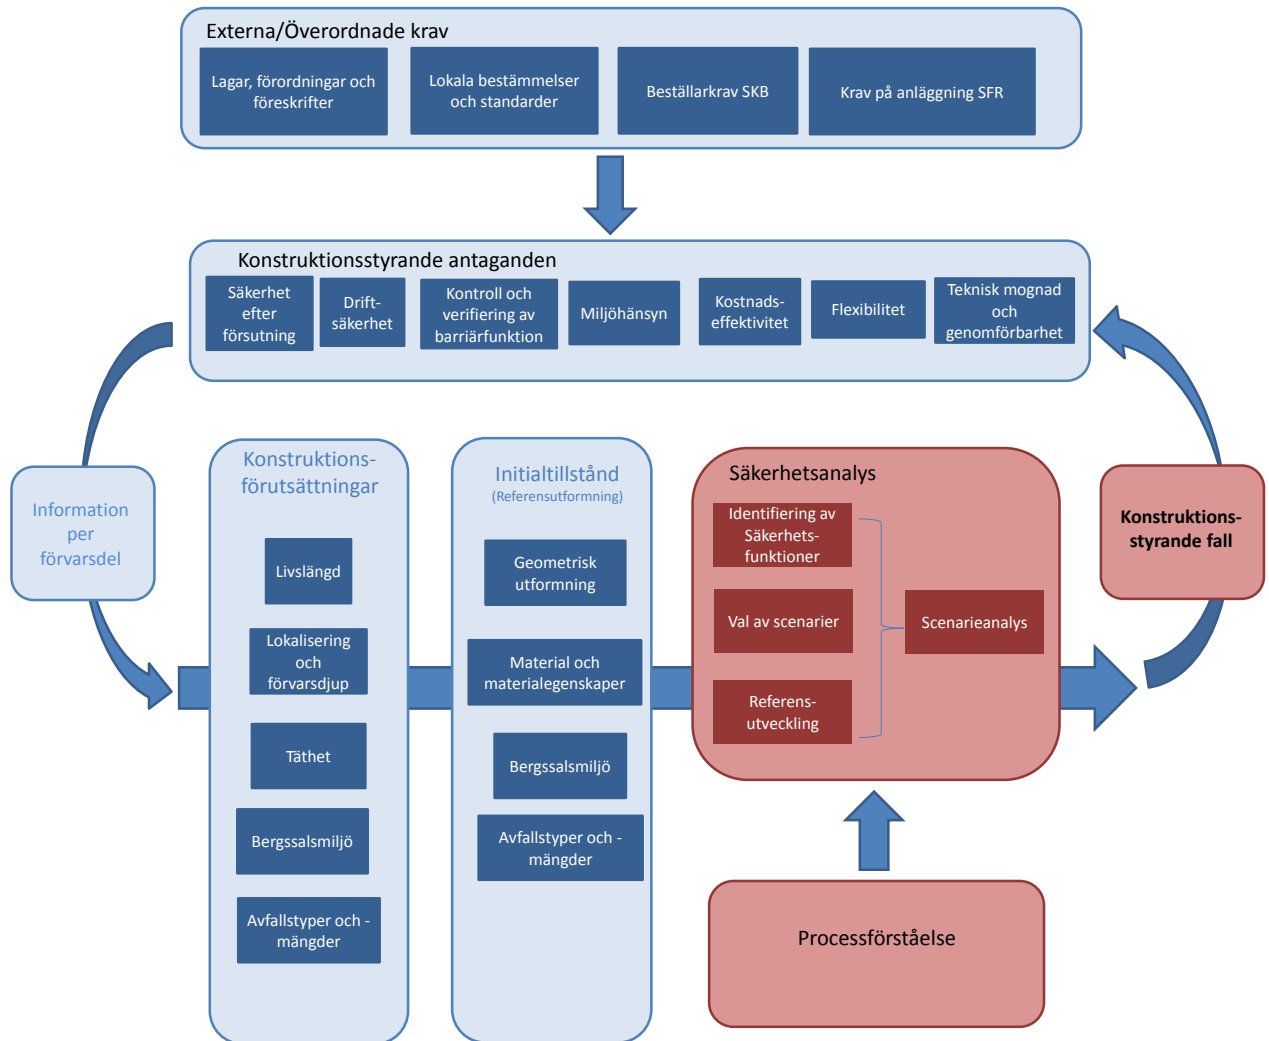 Externa/Överordnade krav
Lagar, förordningar och
föreskrifter
Lokala bestämmelser
och standarder
Beställarkrav SKB
Krav på anläggning SFR
Konstruktionsstyrande antaganden
Säkerhet
efter
försutning
Drift-
säkerhet
Kontroll och
verifiering av
barriärfunktion
Miljöhänsyn
Kostnads-
effektivitet
Flexibilitet
Teknisk mognad
och
genomförbarhet
Information
per
förvarsdel
Konstruktions-
förutsättningar
Livslängd
Lokalisering
och
förvarsdjup
Täthet
Bergssalsmiljö
Avfallstyper och -
mängder
Initialtillstånd
(Referensutformning)
Geometrisk
utformning
Material och
materialegenskaper
Bergssalsmiljö
Avfallstyper och -
mängder
Säkerhetsanalys
Identifiering av
Säkerhets-
funktioner
Val av scenarier
Referens-
utveckling
Scenarieanalys
Konstruktions-
styrande fall
Processförståelse